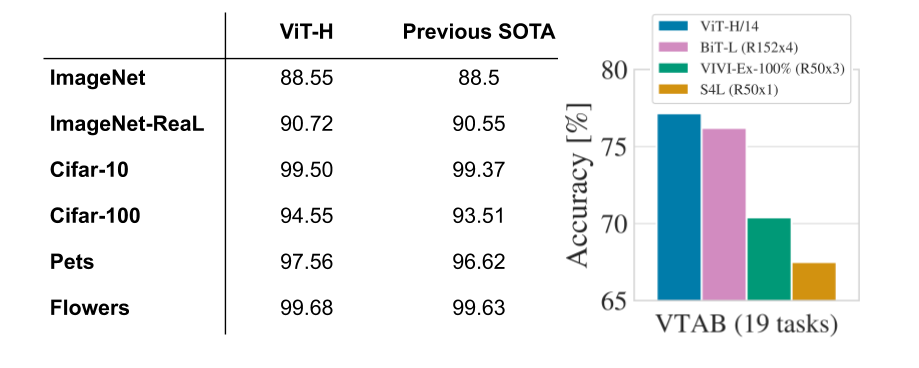 ViT-H Previous SOTA
ImageNet 88.55 88.5
ImageNet-ReaL 90.72 90.55
Cifar-10 99.50 99.37
Cifar-100 94.55 93.51
Pets 97.56 96.62
Flowers 99.68 99.63
ViT-H/14
BiT-L (R152x4)
VIVI-Ex-100% (R50x3)
S4L (R50x1)
Accuracy [%]
80
75
70
65
VTAB (19 tasks)